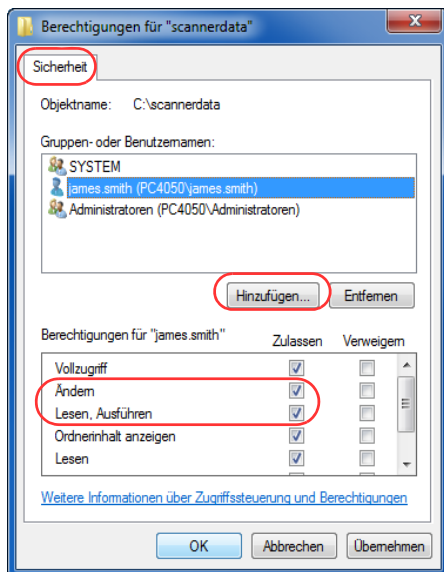 Berechtigungen für "scannerdata"
Sicherheit
Objektname: C:\scannerdata
Gruppen- oder Benutzernamen:
SYSTEM
james.smith (PC4050\james.smith)
Administratoren (PC4050\Administratoren)
Hinzufügen... Entfernen
Berechtigungen für "james.smith" Zulassen Verweigern
Vollzugriff
Ändern
Lesen, Ausführen
Ordnerinhalt anzeigen
Lesen
Weitere Informationen über Zugriffssteuerung und Berechtigungen
OK Abbrechen Übernehmen